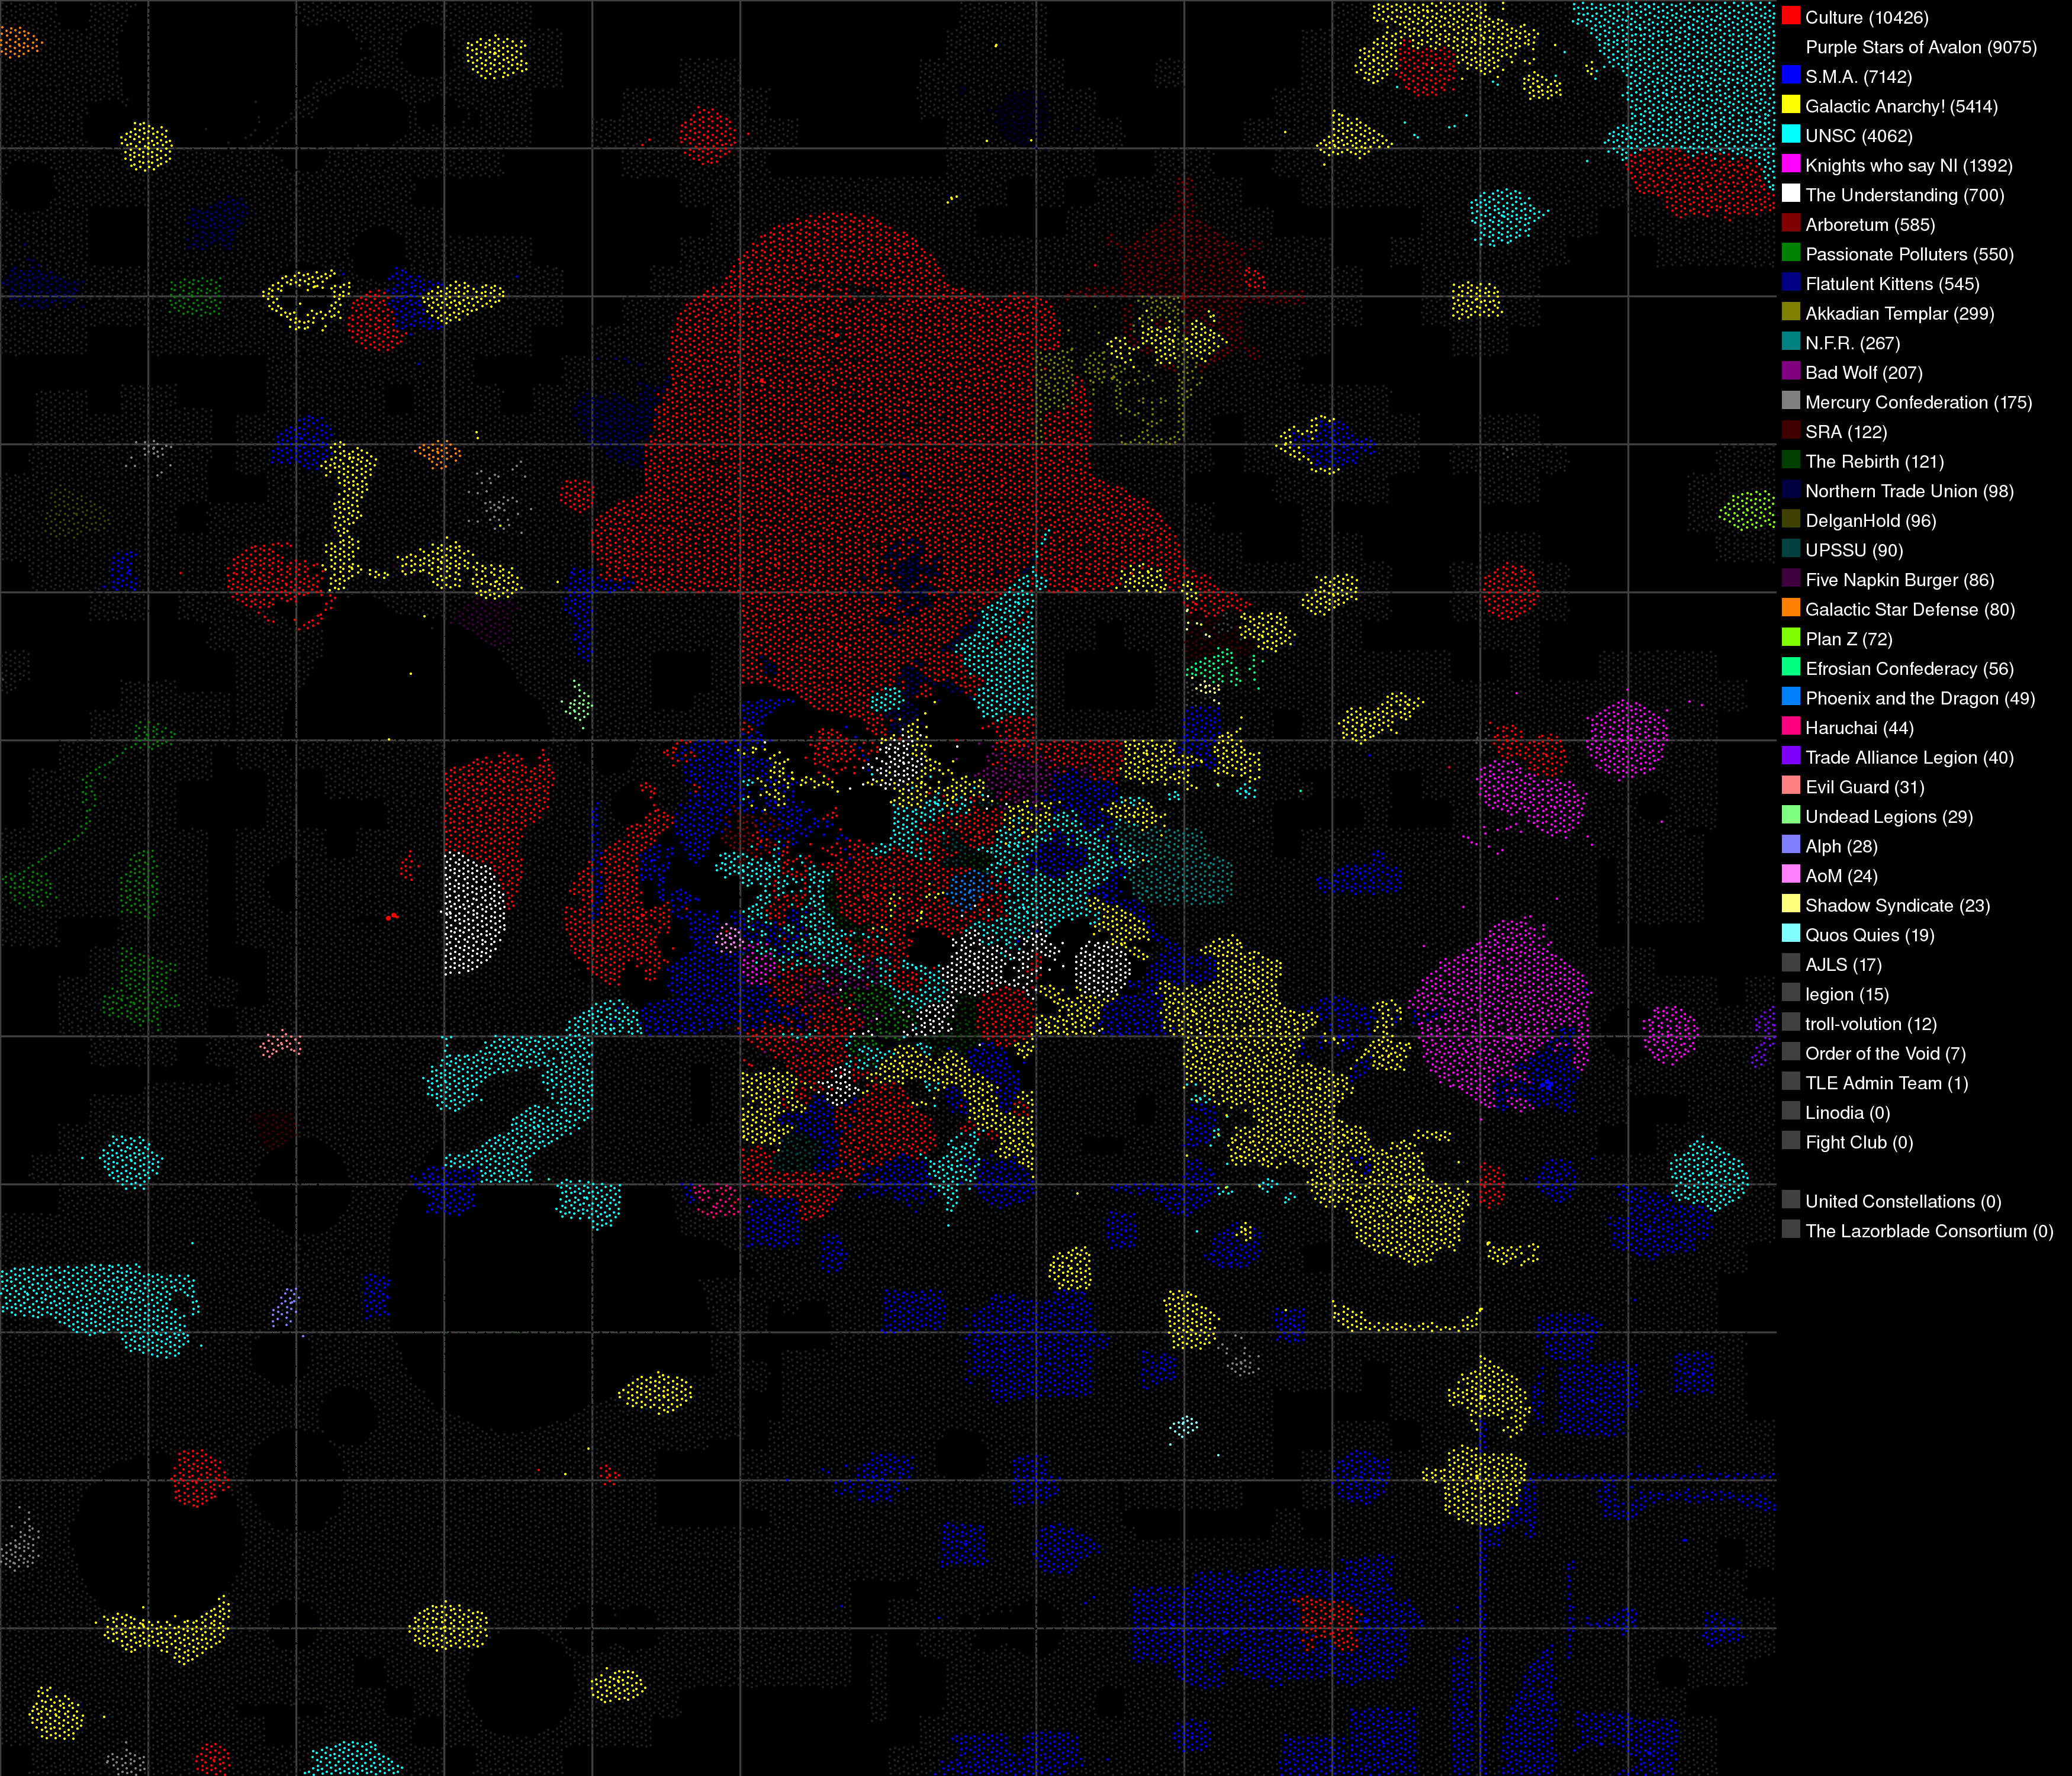 Culture (10426)
Purple Stars of Avalon (9075)
S.M.A. (7142)
Galactic Anarchy! (5414)
UNSC (4062)
Knights who say NI (1392)
The Understanding (700)
Arboretum (585)
Passionate Polluters (550)
Flatulent Kittens (545)
Akkadian Templar (299)
N.F.R. (267)
Bad Wolf (207)
Mercury Confederation (175)
SRA (122)
The Rebirth (121)
Northern Trade Union (98)
DelganHold (96)
UPSSU (90)
Five Napkin Burger (86)
Galactic Star Defense (80)
Plan Z (72)
Efrosian Confederacy (56)
Phoenix and the Dragon (49)
Haruchai (44)
Trade Alliance Legion (40)
Evil Guard (31)
Undead Legions (29)
Alph (28)
AoM (24)
Shadow Syndicate (23)
Quos Quies (19)
AJLS (17)
legion (15)
troll-volution (12)
Order of the Void (7)
TLE Admin Team (1)
Linodia (0)
Fight Club (0)
United Constellations (0)
The Lazorblade Consortium (0)